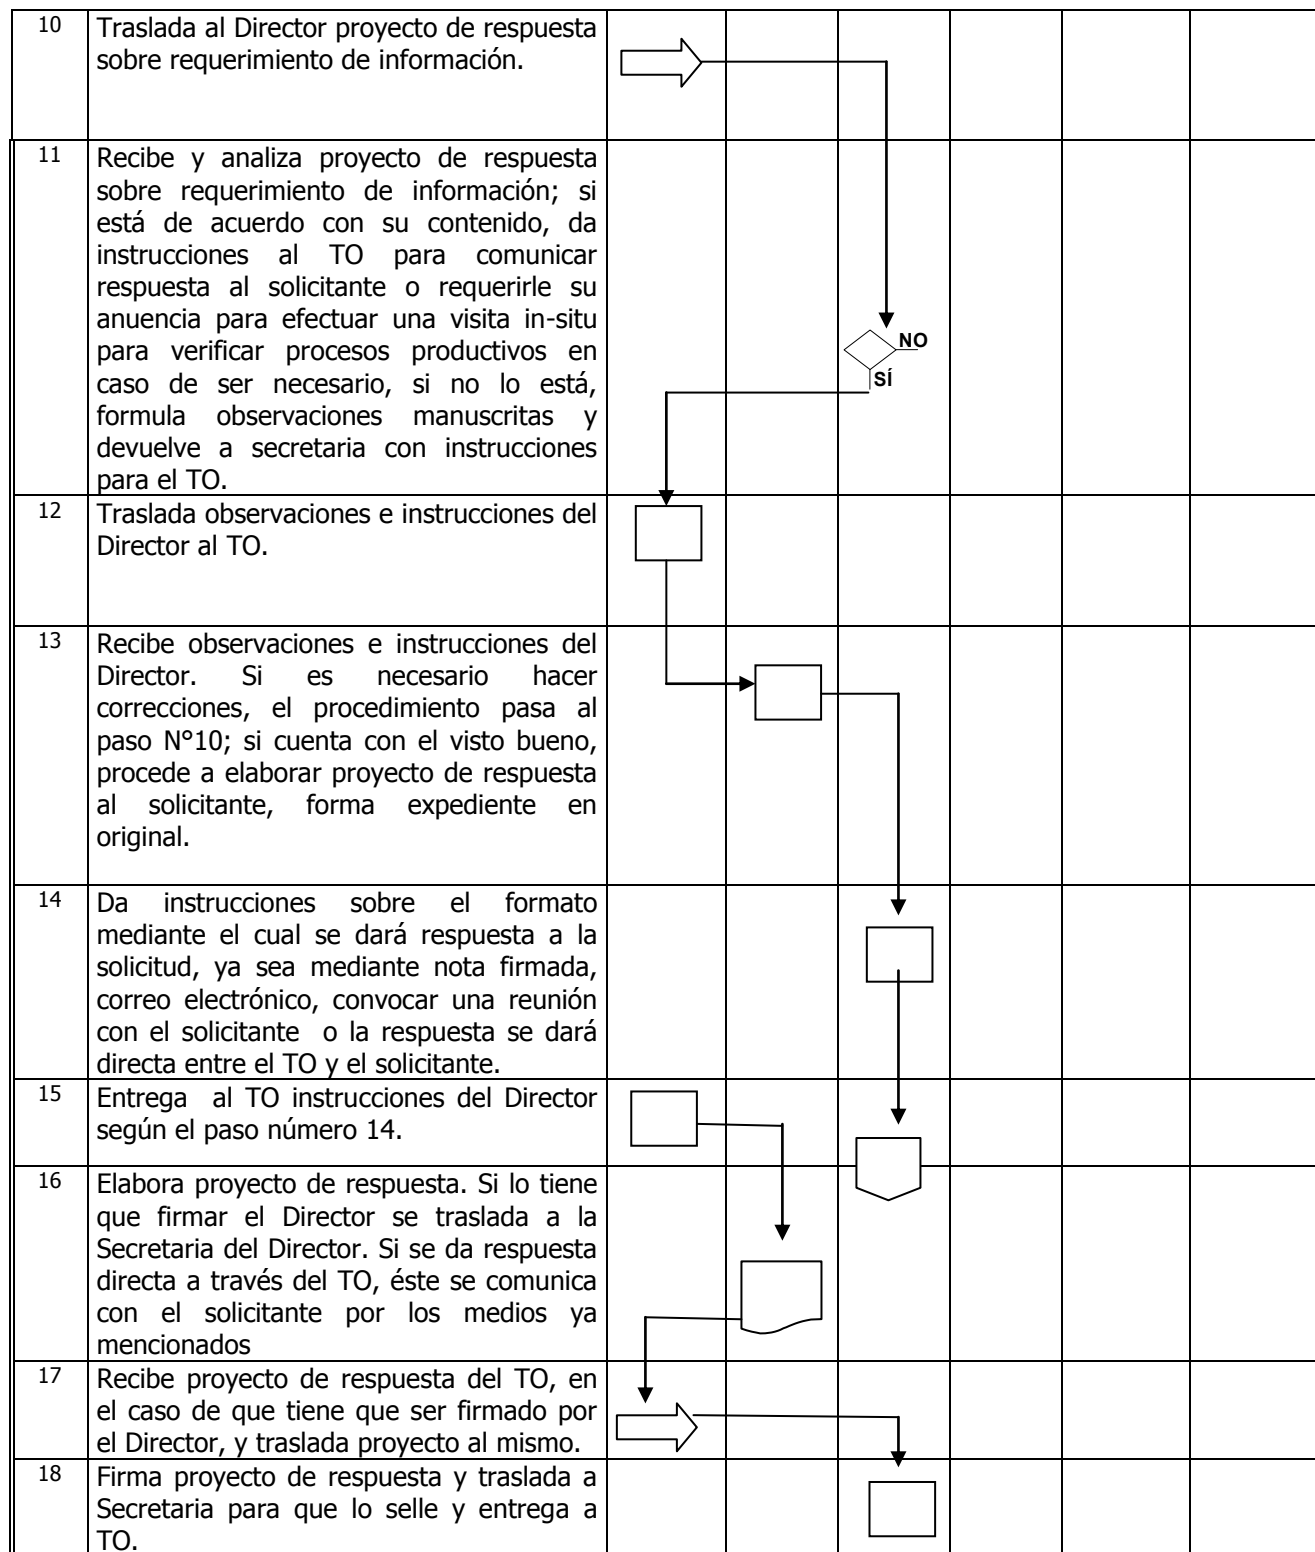 10 Traslada al Director proyecto de respuesta
sobre requerimiento de información.
11 Recibe y analiza proyecto de respuesta
sobre requerimiento de información; si
está de acuerdo con su contenido, da
instrucciones al TO para comunicar
respuesta al solicitante o requerirle su
anuencia para efectuar una visita in-situ
para verificar procesos productivos en
caso de ser necesario, si no lo está,
formula observaciones manuscritas y
devuelve a secretaria con instrucciones
para el TO.
NO
SÍ
12 Traslada observaciones e instrucciones del
Director al TO.
13 Recibe observaciones e instrucciones del
Director. Si es necesario hacer
correcciones, el procedimiento pasa al
paso N°10; si cuenta con el visto bueno,
procede a elaborar proyecto de respuesta
al solicitante, forma expediente en
original.
14 Da instrucciones sobre el formato
mediante el cual se dará respuesta a la
solicitud, ya sea mediante nota firmada,
correo electrónico, convocar una reunión
con el solicitante o la respuesta se dará
directa entre el TO y el solicitante.
15 Entrega al TO instrucciones del Director
según el paso número 14.
16 Elabora proyecto de respuesta. Si lo tiene
que firmar el Director se traslada a la
Secretaria del Director. Si se da respuesta
directa a través del TO, éste se comunica
con el solicitante por los medios ya
mencionados
17 Recibe proyecto de respuesta del TO, en
el caso de que tiene que ser firmado por
el Director, y traslada proyecto al mismo.
18 Firma proyecto de respuesta y traslada a
Secretaria para que lo selle y entrega a
TO.